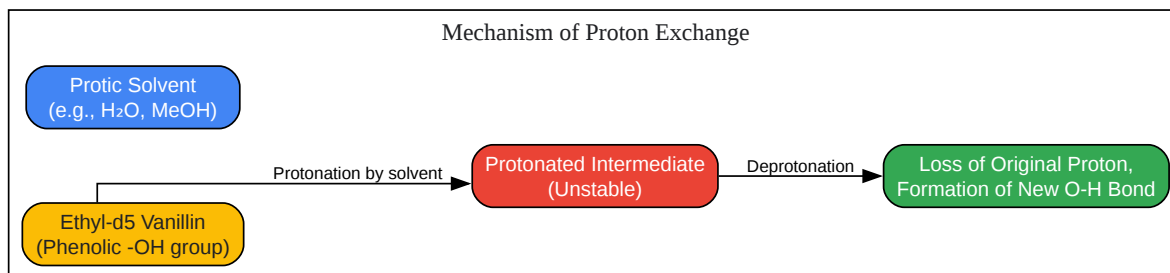 Mechanism of Proton Exchange
Protic Solvent
(e.g., H₂O, MeOH)
Protonation by solvent
Protonated Intermediate
(Unstable)
Deprotonation
Loss of Original Proton,
Formation of New O-H Bond
Ethyl-d5 Vanillin
(Phenolic -OH group)